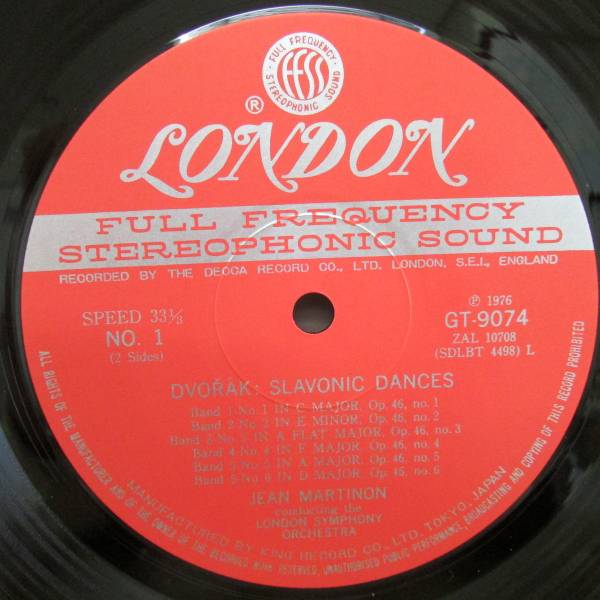 FULL FREQUENCY
ffss
STEREOPHONIC SOUND
®
LONDON
FULL FREQUENCY
STEREOPHONIC SOUND
RECORDED BY THE DECCA RECORD CO., LTD. LONDON, S.E.I., ENGLAND
SPEED 33⅓
NO. 1
(2 Sides)
℗ 1976
GT-9074
ZAL 10708
(SDLBT 4498) L
DVOŘÁK: SLAVONIC DANCES
Band 1 No. 1 IN C MAJOR, Op. 46, no. 1
Band 2 No. 2 IN E MINOR, Op. 46, no. 2
Band 3 No. 3 IN A FLAT MAJOR, Op. 46, no. 3
Band 4 No. 4 IN F MAJOR, Op. 46, no. 4
Band 5 No. 5 IN A MAJOR, Op. 46, no. 5
Band 6 No. 6 IN D MAJOR, Op. 46, no. 6
JEAN MARTINON
conducting the
LONDON SYMPHONY
ORCHESTRA
MANUFACTURED BY KING RECORD CO., LTD. TOKYO, JAPAN
ALL RIGHTS OF THE MANUFACTURER AND OF THE OWNER OF THE RECORDED WORK RESERVED. UNAUTHORISED PUBLIC PERFORMANCE, BROADCASTING AND COPYING OF THIS RECORD PROHIBITED